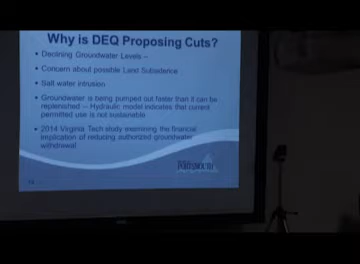 Why is DEQ Proposing Cuts?
• Declining Groundwater Levels –
• Concern about possible Land Subsidence
• Salt water intrusion
• Groundwater is being pumped out faster than it can be
replenished – Hydraulic model indicates that current
permitted use is not sustainable
• 2014 Virginia Tech study examining the financial
implication of reducing authorized groundwater
withdrawal
PORTSMOUTH